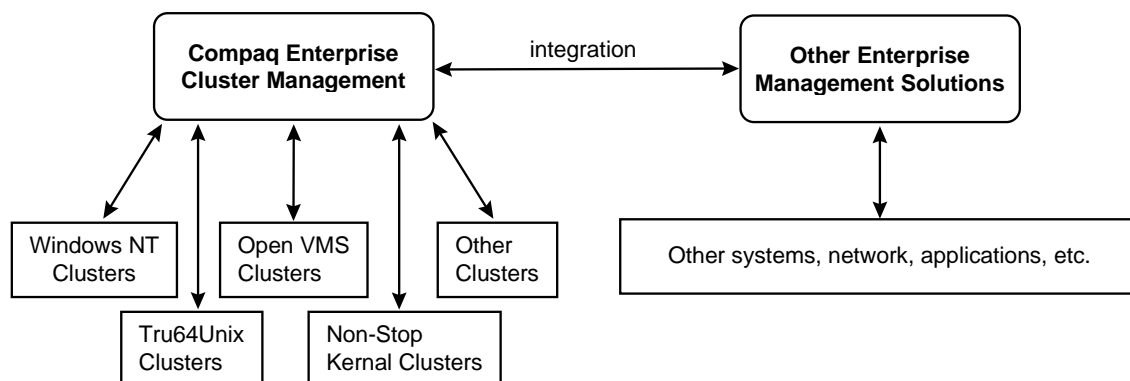 Compaq Enterprise
Cluster Management
integration
Other Enterprise
Management Solutions
Windows NT
Clusters
Open VMS
Clusters
Other
Clusters
Other systems, network, applications, etc.
Tru64Unix
Clusters
Non-Stop
Kernal Clusters